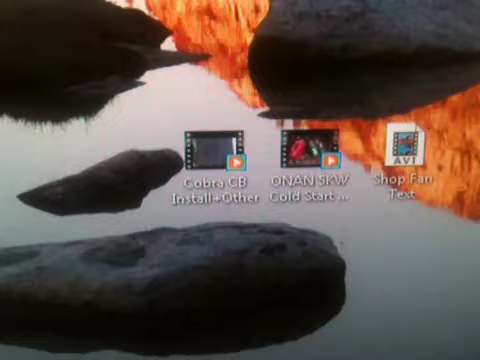 Cobra CB
Install+Other
ONAN 5KW
Cold Start ...
AVI
Shop.Fan
Text